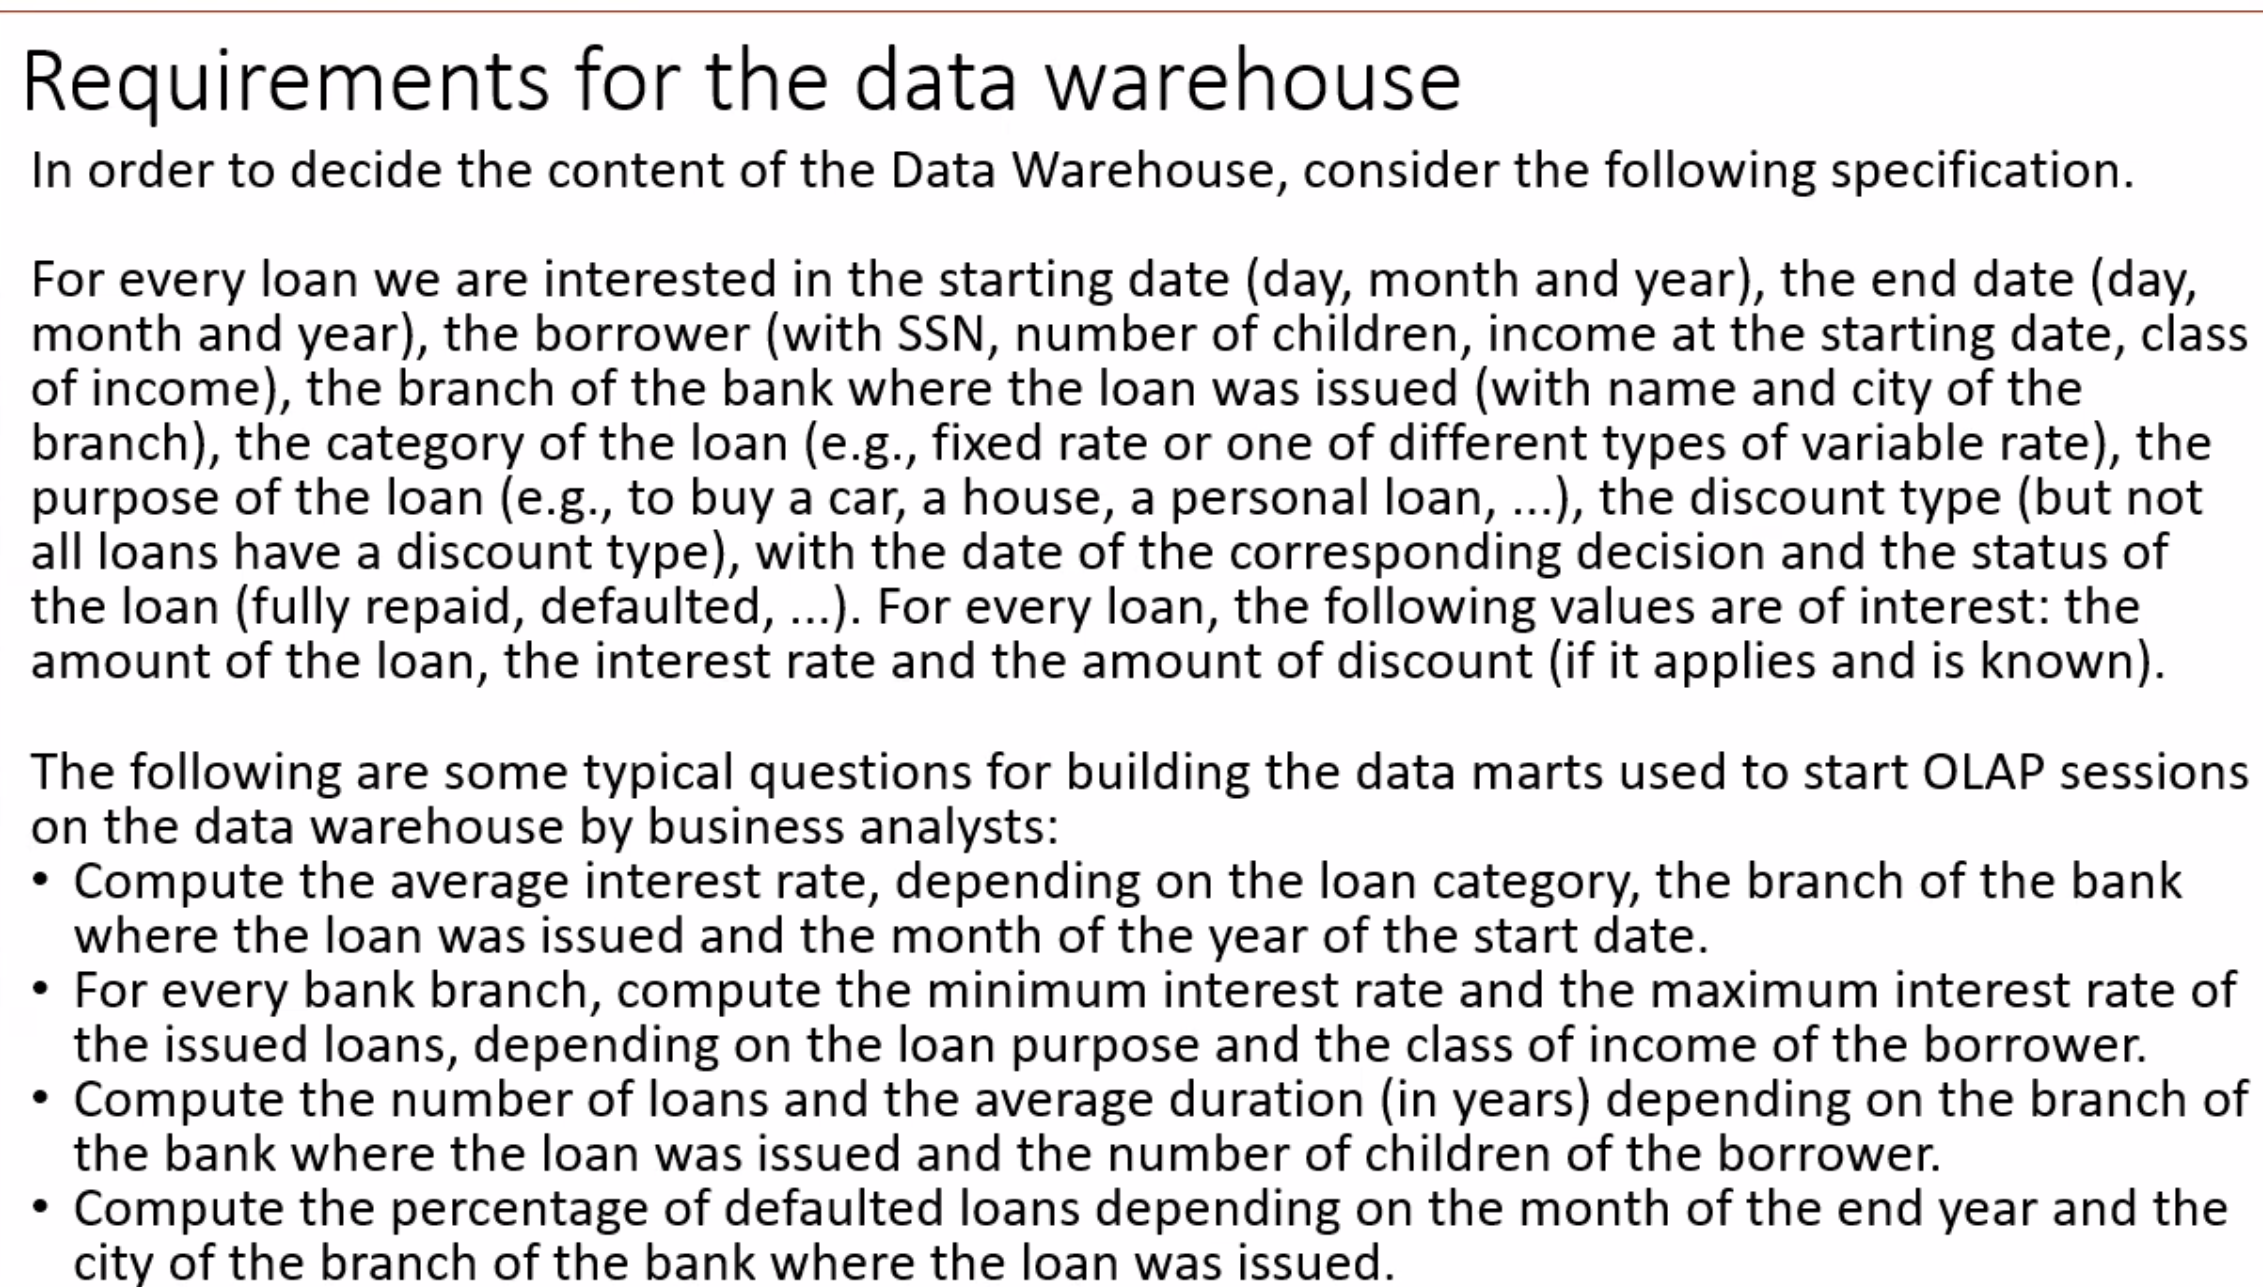 Requirements for the data warehouse
In order to decide the content of the Data Warehouse, consider the following specification.
For every loan we are interested in the starting date (day, month and year), the end date (day,
month and year), the borrower (with SSN, number of children, income at the starting date, class
of income), the branch of the bank where the loan was issued (with name and city of the
branch), the category of the loan (e.g., fixed rate or one of different types of variable rate), the
purpose of the loan (e.g., to buy a car, a house, a personal loan, ...), the discount type (but not
all loans have a discount type), with the date of the corresponding decision and the status of
the loan (fully repaid, defaulted, ...). For every loan, the following values are of interest: the
amount of the loan, the interest rate and the amount of discount (if it applies and is known).
The following are some typical questions for building the data marts used to start OLAP sessions
on the data warehouse by business analysts:
• Compute the average interest rate, depending on the loan category, the branch of the bank
where the loan was issued and the month of the year of the start date.
• For every bank branch, compute the minimum interest rate and the maximum interest rate of
the issued loans, depending on the loan purpose and the class of income of the borrower.
• Compute the number of loans and the average duration (in years) depending on the branch of
the bank where the loan was issued and the number of children of the borrower.
• Compute the percentage of defaulted loans depending on the month of the end year and the
city of the branch of the bank where the loan was issued.